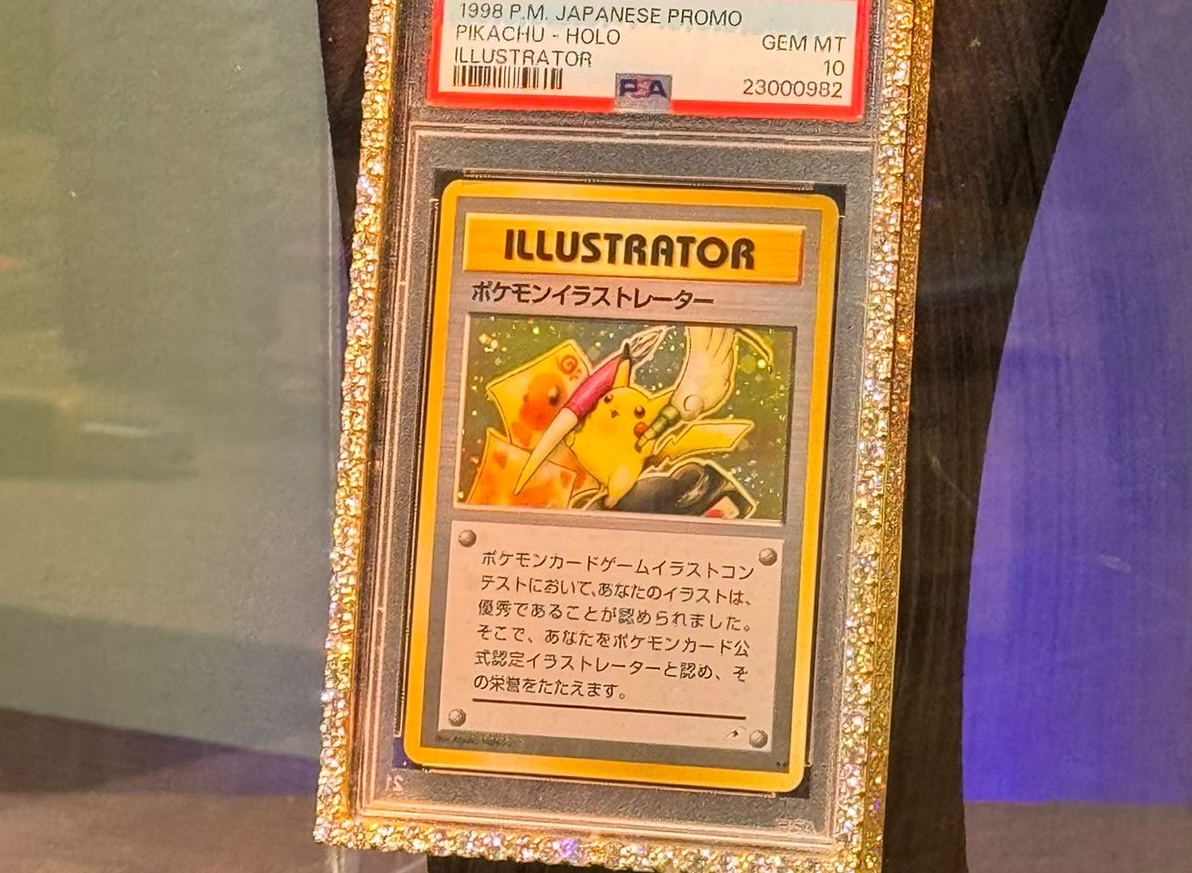 1998 P.M. JAPANESE PROMO
PIKACHU - HOLO
GEM MT
ILLUSTRATOR
10
PSA
23000982
ILLUSTRATOR
ポケモンイラストレーター
ポケモンカードゲームイラストコン
テストにおいて、あなたのイラストは、
優秀であることが認められました。
そこで、あなたをポケモンカード公
式認定イラストレーターと認め、そ
の栄誉をたたえます。